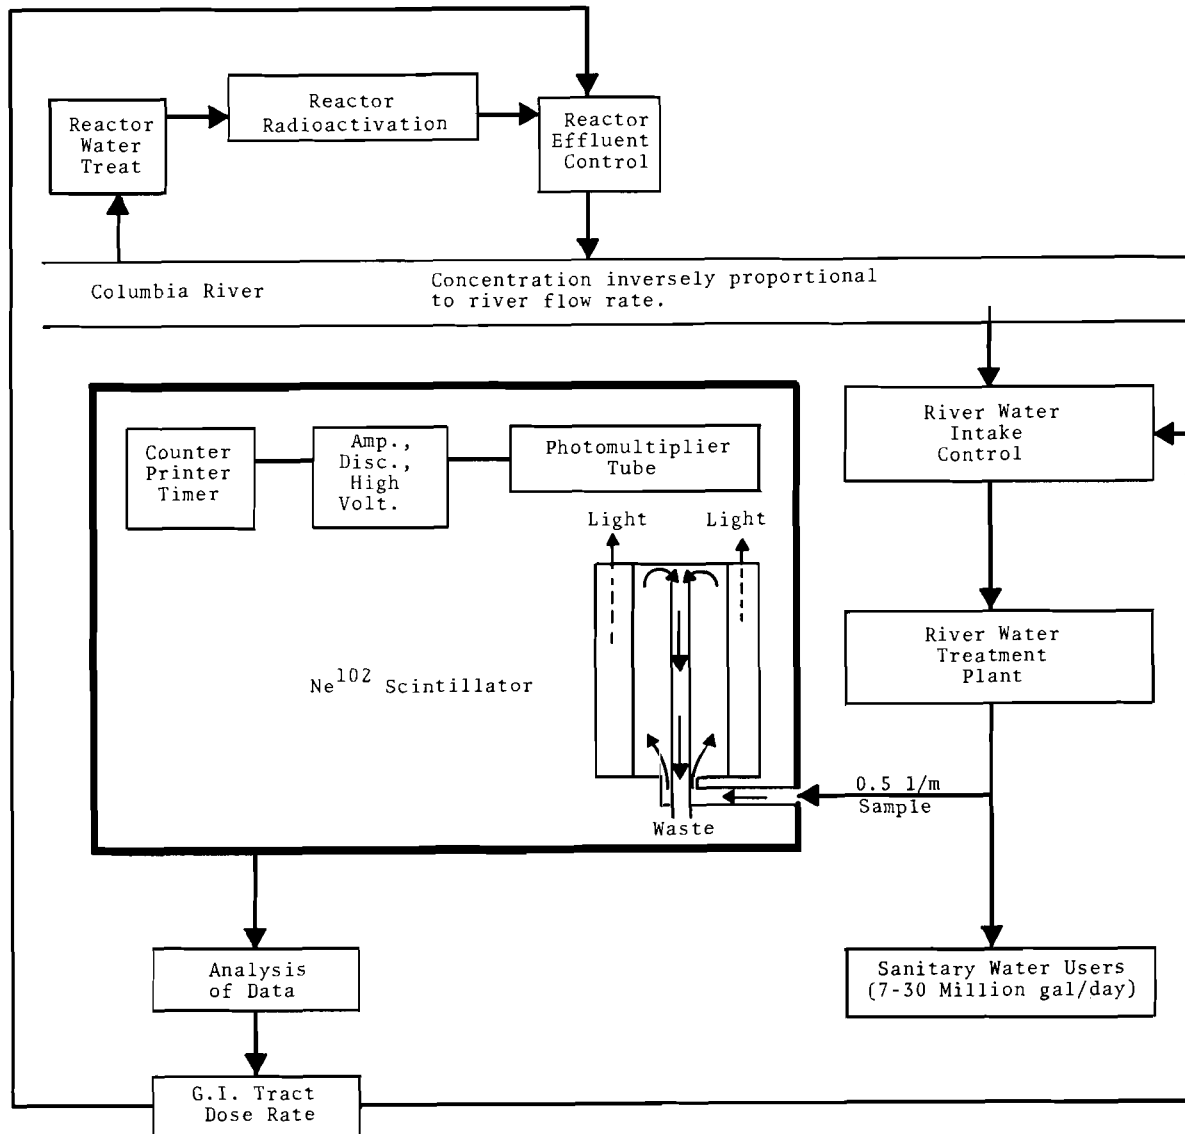 Reactor
Radioactivation
Reactor
Water
Treat
Reactor
Effluent
Control
Columbia River
Concentration inversely proportional
to river flow rate.
Counter
Printer
Timer
Amp.,
Disc.,
High
Volt.
Photomultiplier
Tube
River Water
Intake
Control
Light
Light
River Water
Treatment
Plant
Ne102 Scintillator
0.5 l/m
Sample
Waste
Analysis
of Data
Sanitary Water Users
(7-30 Million gal/day)
G.I. Tract
Dose Rate